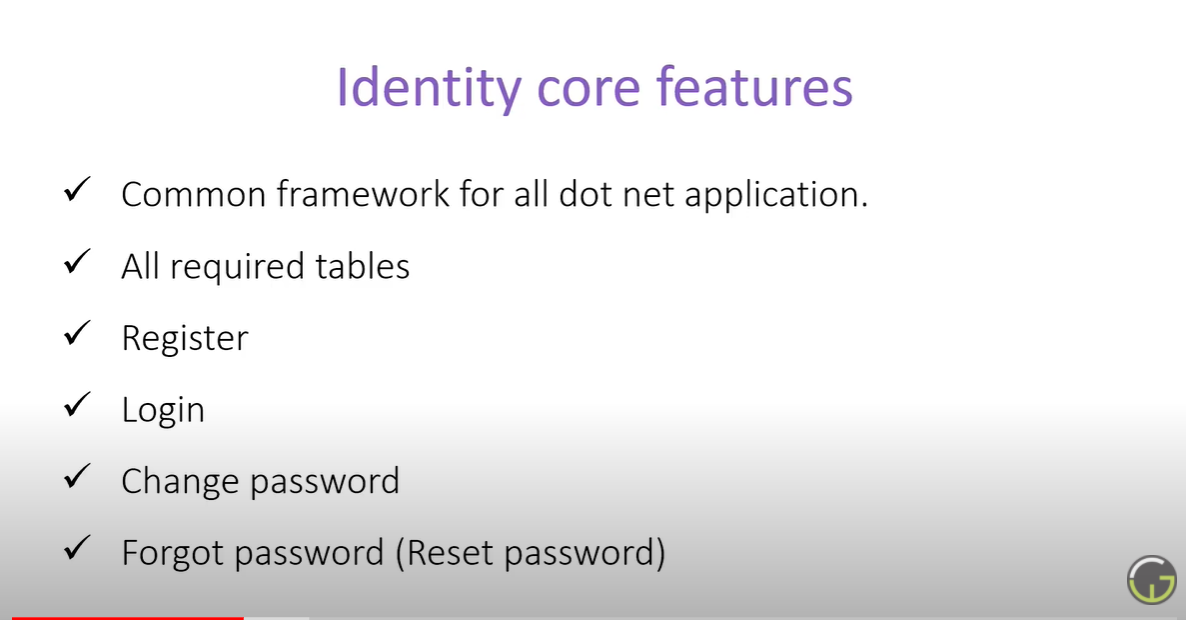 Identity core features
✓ Common framework for all dot net application.
✓ All required tables
✓ Register
✓ Login
✓ Change password
✓ Forgot password (Reset password)